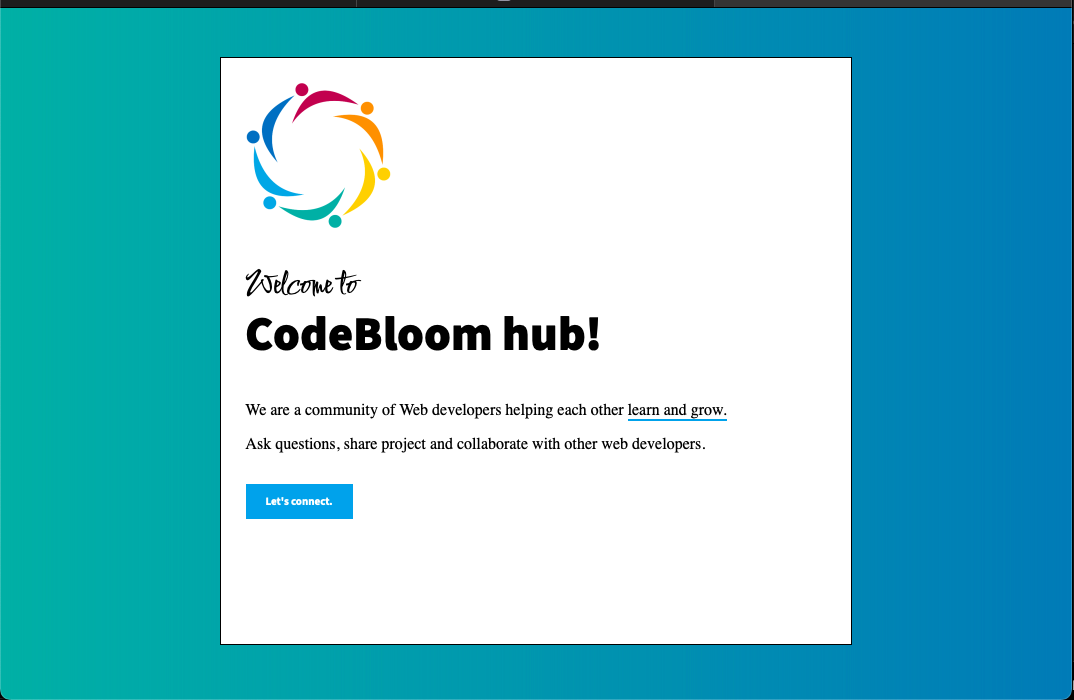 Welcome to
CodeBloom hub!
We are a community of Web developers helping each other learn and grow.
Ask questions, share project and collaborate with other web developers.
Let's connect.